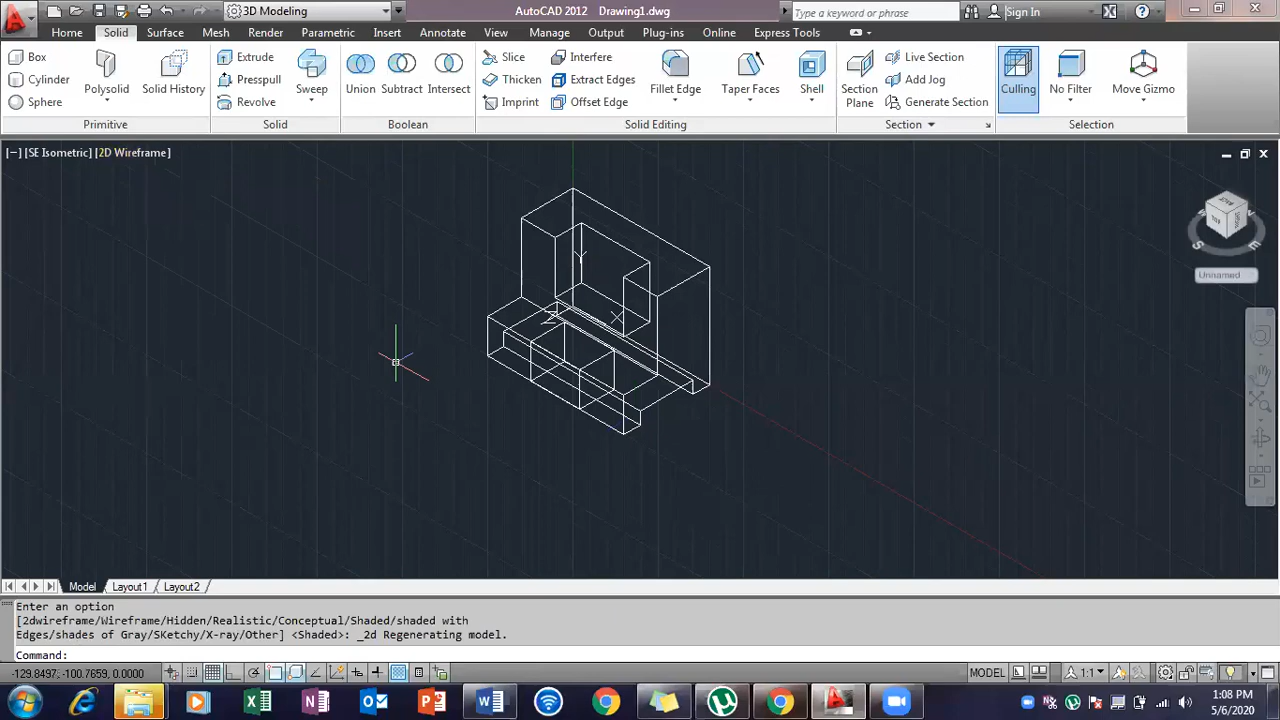 3D Modeling
AutoCAD 2012 Drawing1.dwg
Type a keyword or phrase
Sign In
Home Solid Surface Mesh Render Parametric Insert Annotate View Manage Output Plug-ins Online Express Tools
Box
Cylinder
Sphere
Polysolid
Solid History
Extrude
Presspull
Revolve
Sweep
Union Subtract Intersect
Slice
Thicken
Imprint
Interfere
Extract Edges
Offset Edge
Fillet Edge
Taper Faces
Shell
Section
Plane
Live Section
Add Jog
Generate Section
Culling
No Filter
Move Gizmo
Primitive Solid Boolean Solid Editing Section Selection
[−] [SE Isometric] [2D Wireframe]
S E
Unnamed
Y
X
Z
Model Layout1 Layout2
Enter an option
[2dwireframe/Wireframe/Hidden/Realistic/Conceptual/Shaded/shaded with
Edges/shades of Gray/SKetchy/X-ray/Other] <Shaded>: _2d Regenerating model.
Command:
-129.8497, -100.7659, 0.0000
MODEL
1:1
1:08 PM
5/6/2020